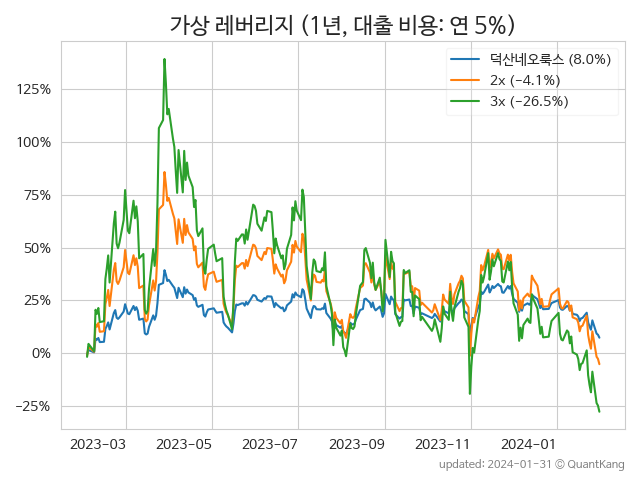 가상 레버리지 (1년, 대출 비용: 연 5%)
덕산네오룩스 (8.0%)
2x (−4.1%)
3x (−26.5%)
125%
100%
75%
50%
25%
0%
−25%
2023-03 2023-05 2023-07 2023-09 2023-11 2024-01
updated: 2024-01-31 © QuantKang